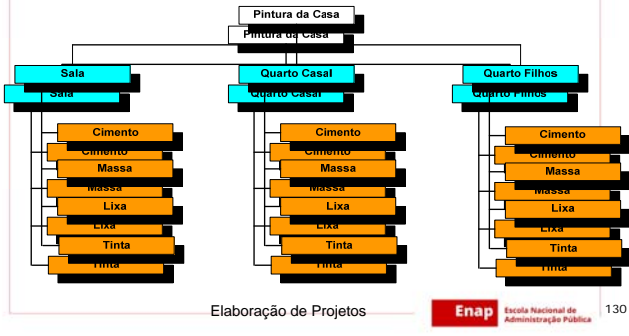 Pintura da Casa
Pintura da Casa
Sala
Quarto Casal
Quarto Filhos
Sala
Quarto Casal
Quarto Filhos
Cimento
Cimento
Massa
Massa
Lixa
Lixa
Tinta
Tinta
Cimento
Cimento
Massa
Massa
Lixa
Lixa
Tinta
Tinta
Cimento
Cimento
Massa
Massa
Lixa
Lixa
Tinta
Tinta
Elaboração de Projetos
Enap
Escola Nacional de
Administração Pública
130